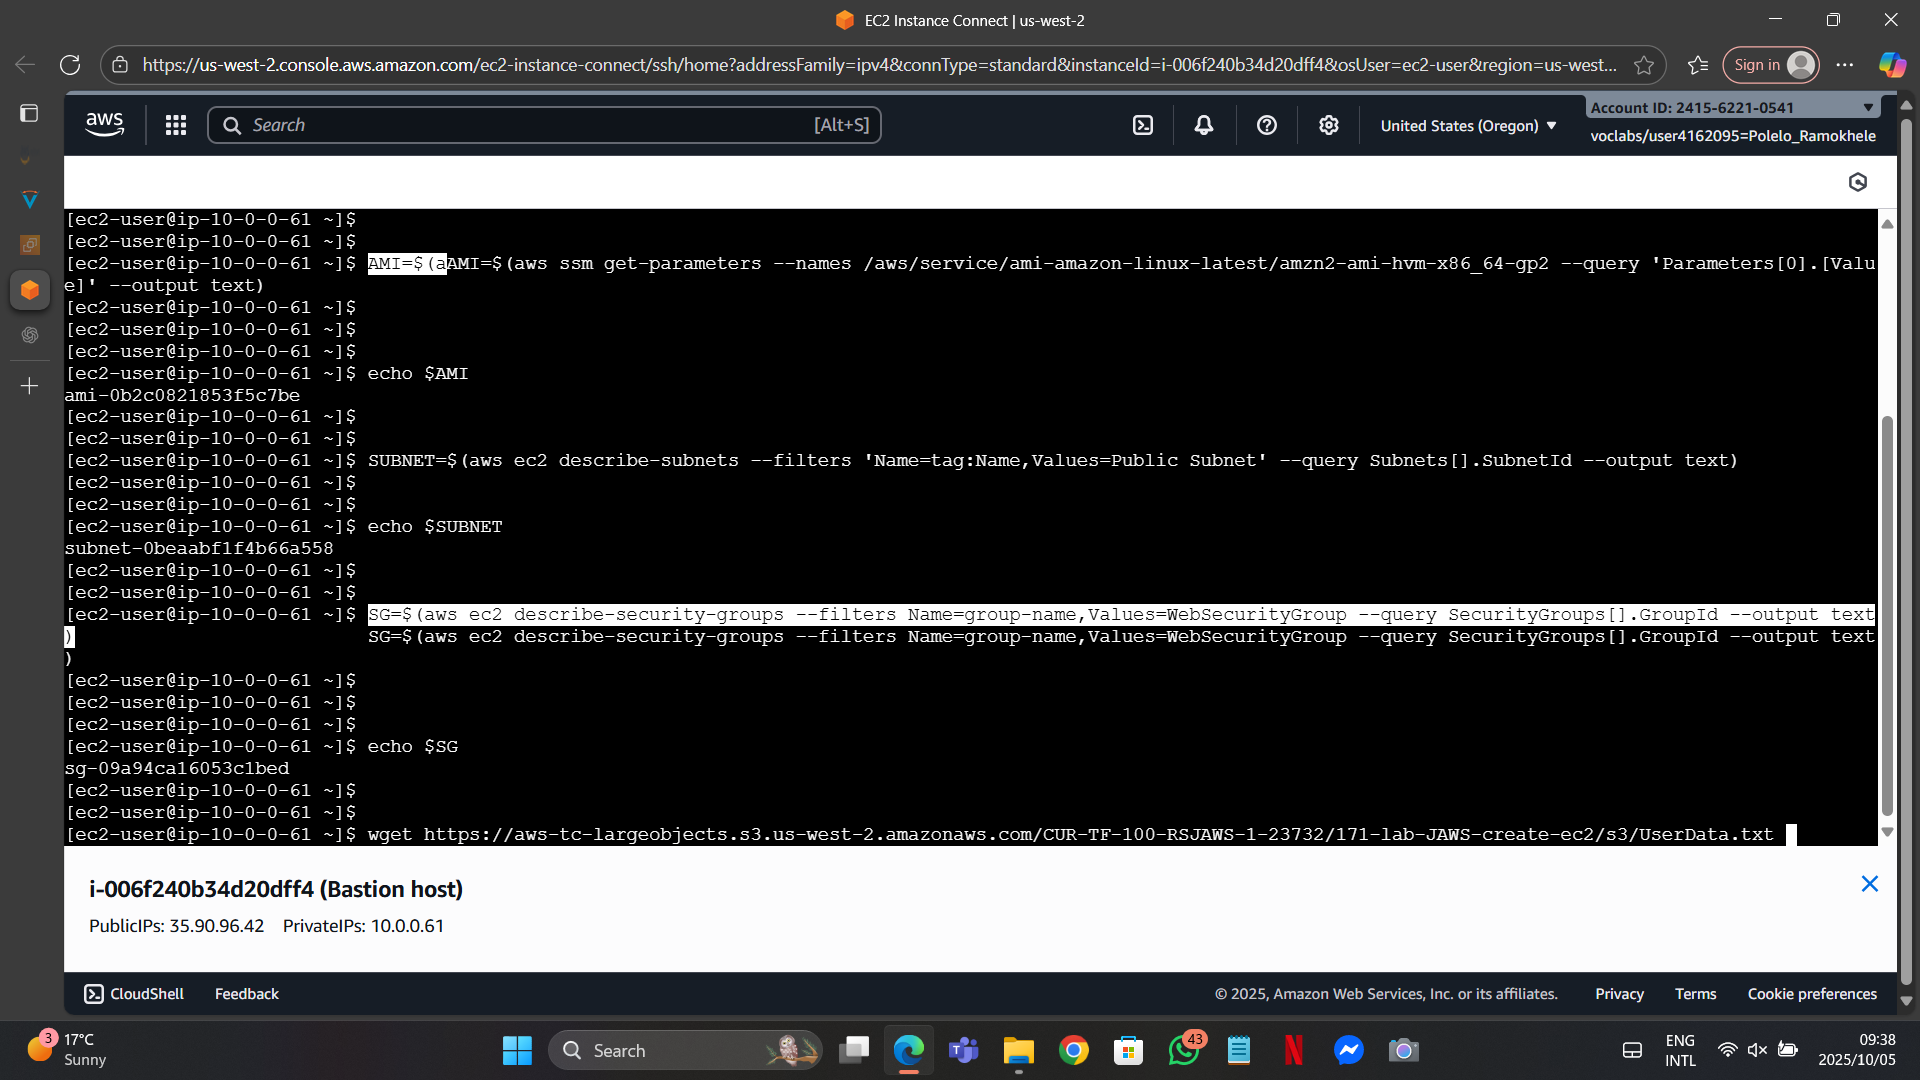 EC2 Instance Connect | us-west-2
https://us-west-2.console.aws.amazon.com/ec2-instance-connect/ssh/home?addressFamily=ipv4&connType=standard&instanceId=i-006f240b34d20dff4&osUser=ec2-user&region=us-west...
Sign in
aws
Search
[Alt+S]
United States (Oregon)
Account ID: 2415-6221-0541
voclabs/user4162095=Polelo_Ramokhele
[ec2-user@ip-10-0-0-61 ~]$
[ec2-user@ip-10-0-0-61 ~]$
[ec2-user@ip-10-0-0-61 ~]$ AMI=$(aAMI=$(aws ssm get-parameters --names /aws/service/ami-amazon-linux-latest/amzn2-ami-hvm-x86_64-gp2 --query 'Parameters[0].[Valu
e]' --output text)
[ec2-user@ip-10-0-0-61 ~]$
[ec2-user@ip-10-0-0-61 ~]$
[ec2-user@ip-10-0-0-61 ~]$
[ec2-user@ip-10-0-0-61 ~]$ echo $AMI
ami-0b2c0821853f5c7be
[ec2-user@ip-10-0-0-61 ~]$
[ec2-user@ip-10-0-0-61 ~]$
[ec2-user@ip-10-0-0-61 ~]$ SUBNET=$(aws ec2 describe-subnets --filters 'Name=tag:Name,Values=Public Subnet' --query Subnets[].SubnetId --output text)
[ec2-user@ip-10-0-0-61 ~]$
[ec2-user@ip-10-0-0-61 ~]$
[ec2-user@ip-10-0-0-61 ~]$ echo $SUBNET
subnet-0beaabf1f4b66a558
[ec2-user@ip-10-0-0-61 ~]$
[ec2-user@ip-10-0-0-61 ~]$
[ec2-user@ip-10-0-0-61 ~]$ SG=$(aws ec2 describe-security-groups --filters Name=group-name,Values=WebSecurityGroup --query SecurityGroups[].GroupId --output text
) SG=$(aws ec2 describe-security-groups --filters Name=group-name,Values=WebSecurityGroup --query SecurityGroups[].GroupId --output text
)
[ec2-user@ip-10-0-0-61 ~]$
[ec2-user@ip-10-0-0-61 ~]$
[ec2-user@ip-10-0-0-61 ~]$
[ec2-user@ip-10-0-0-61 ~]$ echo $SG
sg-09a94ca16053c1bed
[ec2-user@ip-10-0-0-61 ~]$
[ec2-user@ip-10-0-0-61 ~]$
[ec2-user@ip-10-0-0-61 ~]$ wget https://aws-tc-largeobjects.s3.us-west-2.amazonaws.com/CUR-TF-100-RSJAWS-1-23732/171-lab-JAWS-create-ec2/s3/UserData.txt
i-006f240b34d20dff4 (Bastion host)
PublicIPs: 35.90.96.42 PrivateIPs: 10.0.0.61
CloudShell
Feedback
© 2025, Amazon Web Services, Inc. or its affiliates.
Privacy
Terms
Cookie preferences
3
17°C
Sunny
Search
43
ENG
INTL
09:38
2025/10/05